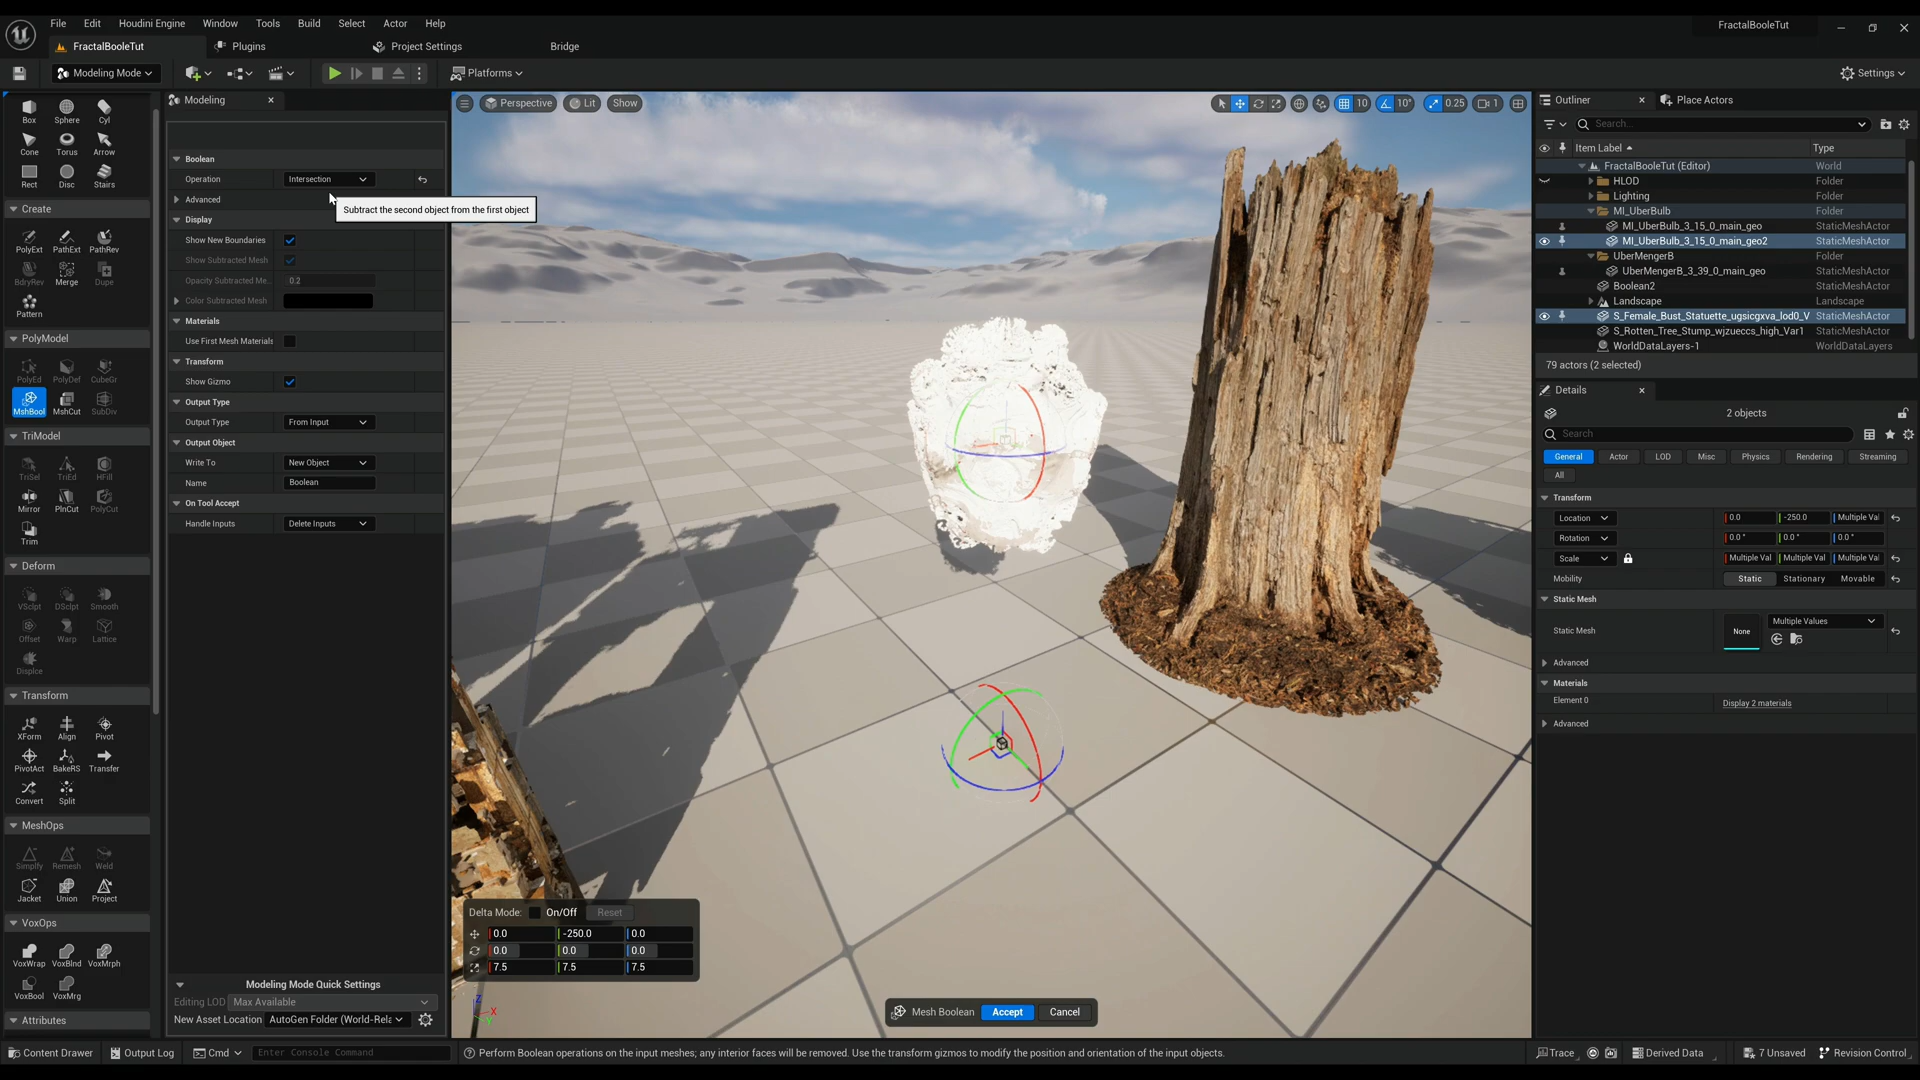 File Edit Houdini Engine Window Tools Build Select Actor Help
FractalBooleTut
FractalBooleTut Plugins Project Settings Bridge
Modeling Mode Platforms Settings
Box Sphere Cyl
Cone Torus Arrow
Rect Disc Stairs
Create
PolyExt PathExt PathRev
BdryRev Merge Dupe
Pattern
PolyModel
PolyEd PolyDef CubeGr
MshBool MshCut SubDiv
TriModel
TriSel TriEd HFill
Mirror PlnCut PolyCut
Trim
Deform
VSclpt DSclpt Smooth
Offset Warp Lattice
Displce
Transform
XForm Align Pivot
PivotAct BakeRS Transfer
Convert Split
MeshOps
Simplfy Remesh Weld
Jacket Union Project
VoxOps
VoxWrap VoxBlnd VoxMrph
VoxBool VoxMrg
Attributes
Modeling
Boolean
Operation Intersection
Advanced
Subtract the second object from the first object
Display
Show New Boundaries
Show Subtracted Mesh
Opacity Subtracted Me... 0.2
Color Subtracted Mesh
Materials
Use First Mesh Materials
Transform
Show Gizmo
Output Type
Output Type From Input
Output Object
Write To New Object
Name Boolean
On Tool Accept
Handle Inputs Delete Inputs
Modeling Mode Quick Settings
Editing LOD Max Available
New Asset Location AutoGen Folder (World-Rela
Perspective Lit Show
10 10° 0.25 1
Delta Mode: On/Off Reset
0.0 -250.0 0.0
0.0 0.0 0.0
7.5 7.5 7.5
Z X Y
Mesh Boolean Accept Cancel
Outliner Place Actors
Search...
Item Label Type
FractalBooleTut (Editor) World
HLOD Folder
Lighting Folder
MI_UberBulb Folder
MI_UberBulb_3_15_0_main_geo StaticMeshActor
MI_UberBulb_3_15_0_main_geo2 StaticMeshActor
UberMengerB Folder
UberMengerB_3_39_0_main_geo StaticMeshActor
Boolean2 StaticMeshActor
Landscape Landscape
S_Female_Bust_Statuette_ugsicgxva_lod0_V StaticMeshActor
S_Rotten_Tree_Stump_wjzueccs_high_Var1 StaticMeshActor
WorldDataLayers-1 WorldDataLayers
79 actors (2 selected)
Details
2 objects
Search
General Actor LOD Misc Physics Rendering Streaming
All
Transform
Location 0.0 -250.0 Multiple Va
Rotation 0.0 ° 0.0 ° 0.0 °
Scale Multiple Val Multiple Val Multiple Va
Mobility Static Stationary Movable
Static Mesh
Static Mesh None Multiple Values
Advanced
Materials
Element 0 Display 2 materials
Advanced
Content Drawer Output Log Cmd Enter Console Command Perform Boolean operations on the input meshes; any interior faces will be removed. Use the transform gizmos to modify the position and orientation of the input objects. Trace Derived Data 7 Unsaved Revision Control